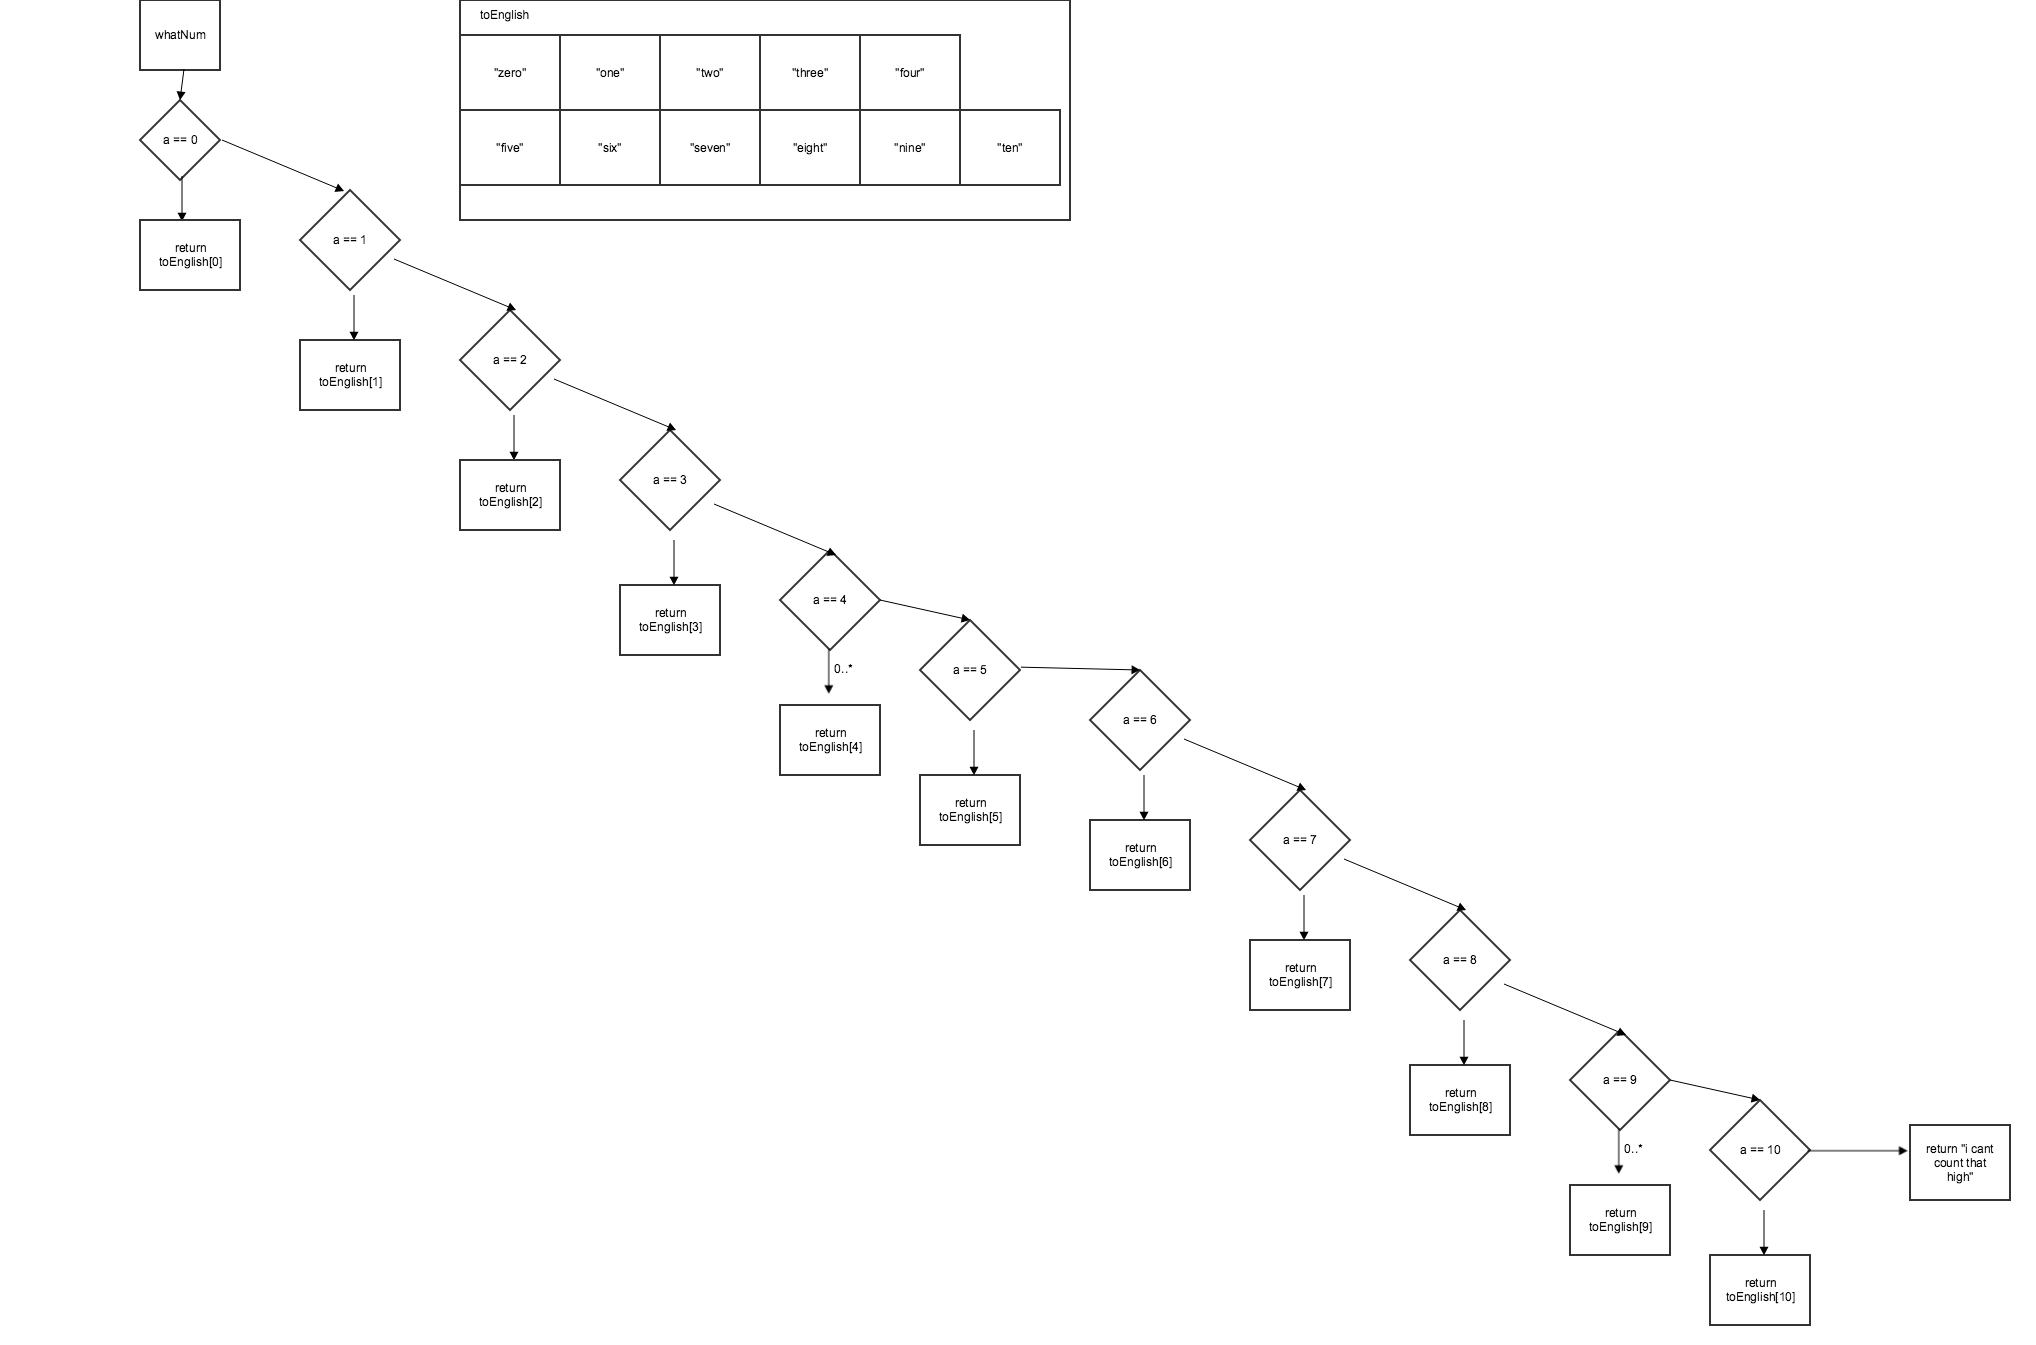 whatNum
toEnglish
"zero"
"one"
"two"
"three"
"four"
"five"
"six"
"seven"
"eight"
"nine"
"ten"
a == 0
return
toEnglish[0]
a == 1
return
toEnglish[1]
a == 2
return
toEnglish[2]
a == 3
return
toEnglish[3]
a == 4
0..*
return
toEnglish[4]
a == 5
return
toEnglish[5]
a == 6
return
toEnglish[6]
a == 7
return
toEnglish[7]
a == 8
return
toEnglish[8]
a == 9
0..*
return
toEnglish[9]
a == 10
return
toEnglish[10]
return "i cant
count that
high"